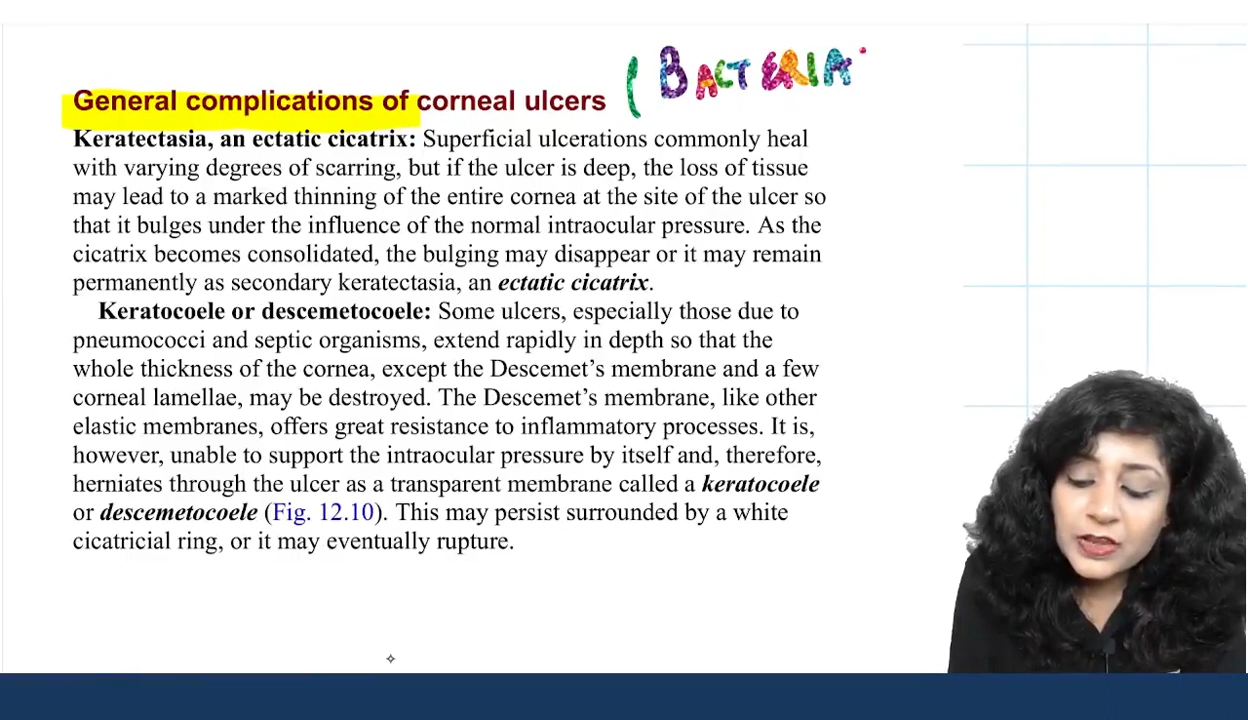 General complications of corneal ulcers (BACTERIA
Keratectasia, an ectatic cicatrix: Superficial ulcerations commonly heal
with varying degrees of scarring, but if the ulcer is deep, the loss of tissue
may lead to a marked thinning of the entire cornea at the site of the ulcer so
that it bulges under the influence of the normal intraocular pressure. As the
cicatrix becomes consolidated, the bulging may disappear or it may remain
permanently as secondary keratectasia, an ectatic cicatrix.
Keratocoele or descemetocoele: Some ulcers, especially those due to
pneumococci and septic organisms, extend rapidly in depth so that the
whole thickness of the cornea, except the Descemet's membrane and a few
corneal lamellae, may be destroyed. The Descemet's membrane, like other
elastic membranes, offers great resistance to inflammatory processes. It is,
however, unable to support the intraocular pressure by itself and, therefore,
herniates through the ulcer as a transparent membrane called a keratocoele
or descemetocoele (Fig. 12.10). This may persist surrounded by a white
cicatricial ring, or it may eventually rupture.